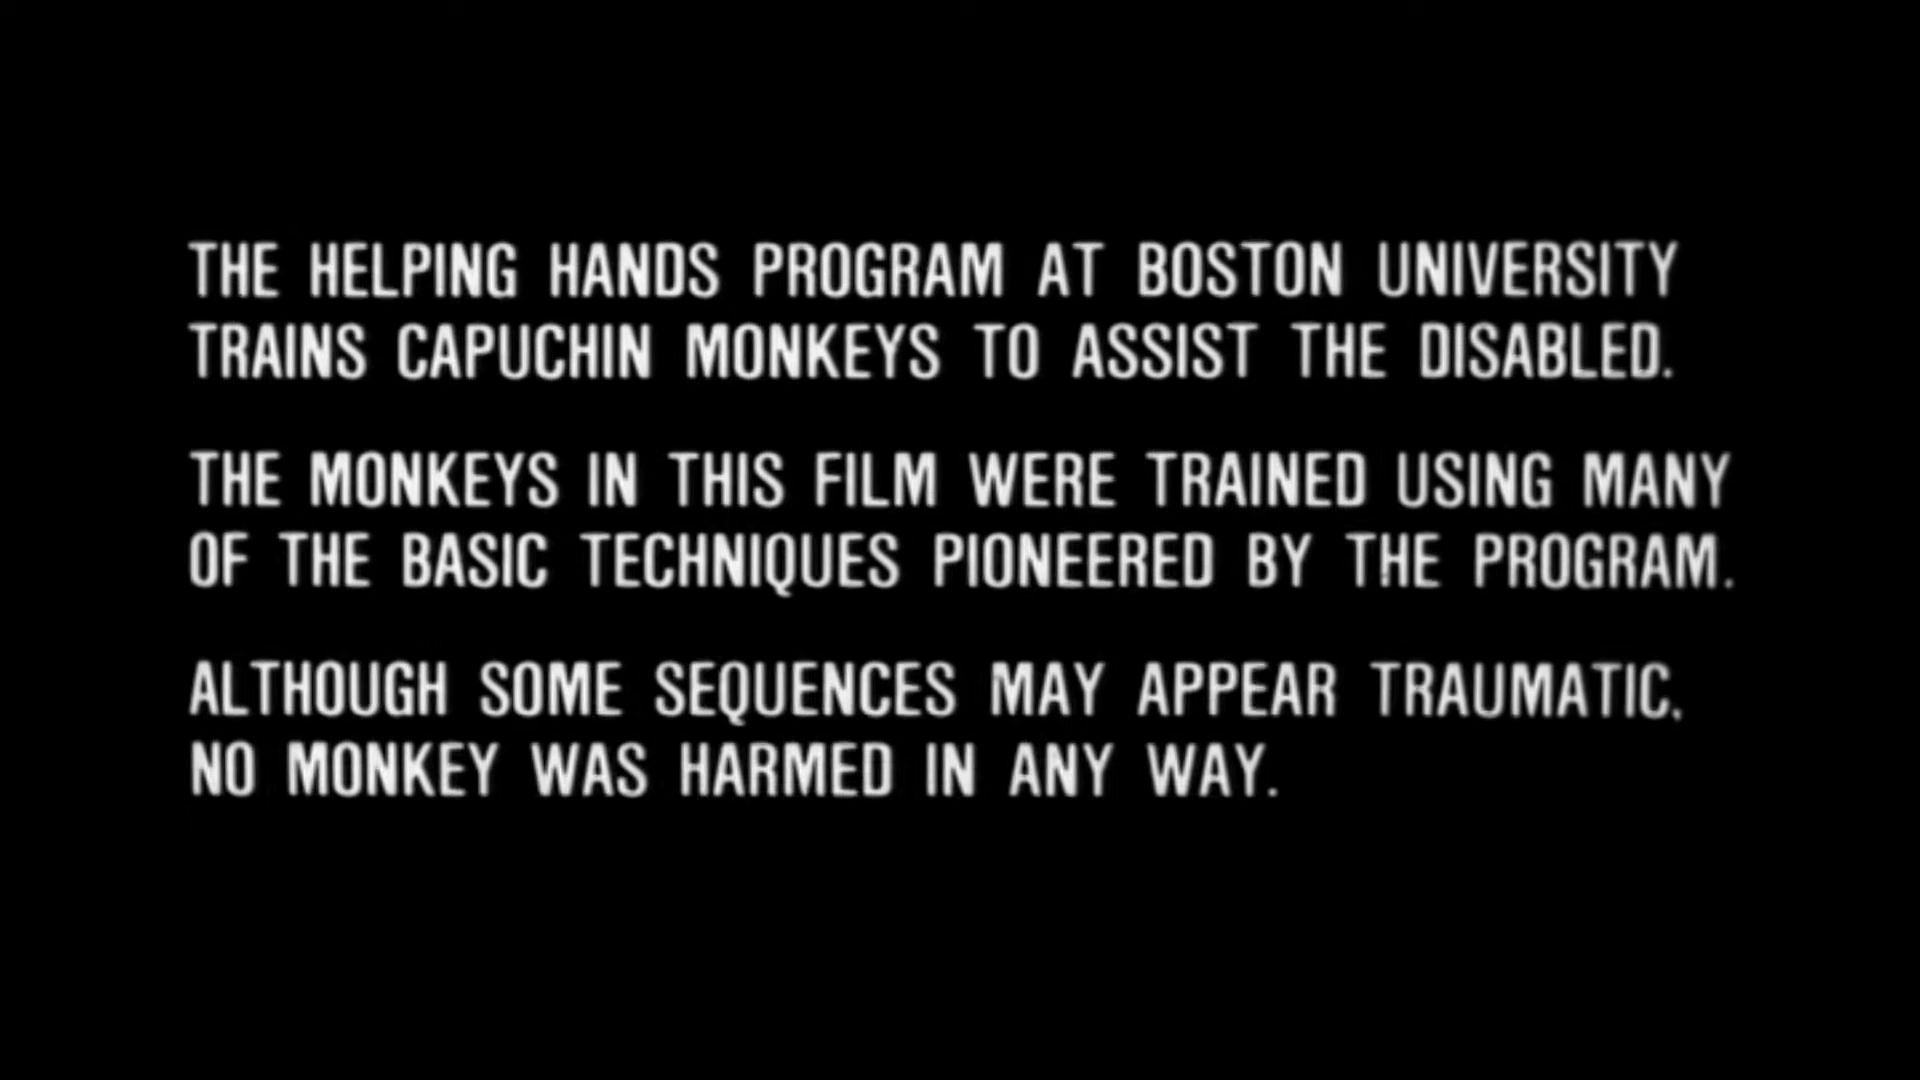 THE HELPING HANDS PROGRAM AT BOSTON UNIVERSITY
TRAINS CAPUCHIN MONKEYS TO ASSIST THE DISABLED.
THE MONKEYS IN THIS FILM WERE TRAINED USING MANY
OF THE BASIC TECHNIQUES PIONEERED BY THE PROGRAM.
ALTHOUGH SOME SEQUENCES MAY APPEAR TRAUMATIC,
NO MONKEY WAS HARMED IN ANY WAY.